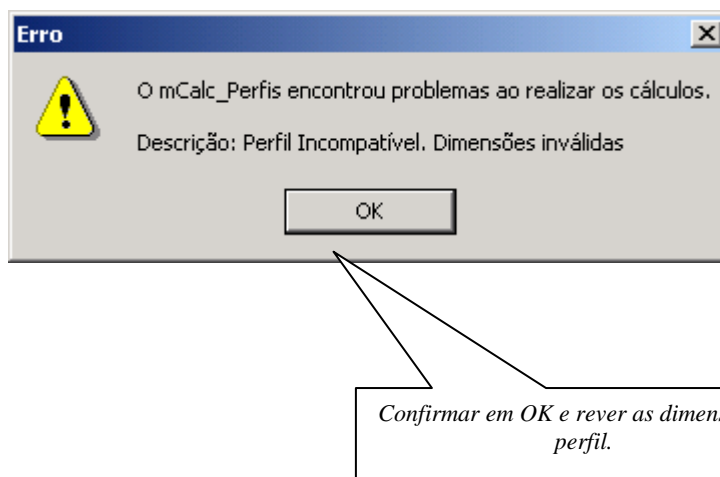 Erro
O mCalc_Perfis encontrou problemas ao realizar os cálculos.
Descrição: Perfil Incompatível. Dimensões inválidas
OK
Confirmar em OK e rever as
perfil.